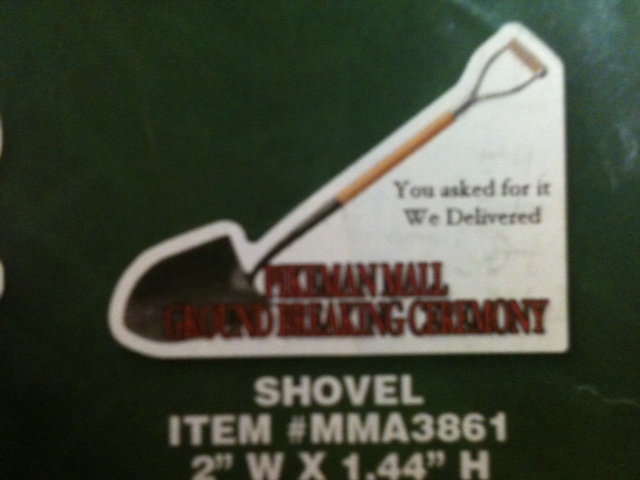 You asked for it
We Delivered
PIKEMAN MALL
GROUND BREAKING CEREMONY
SHOVEL
ITEM #MMA3861
2" W X 1.44" H